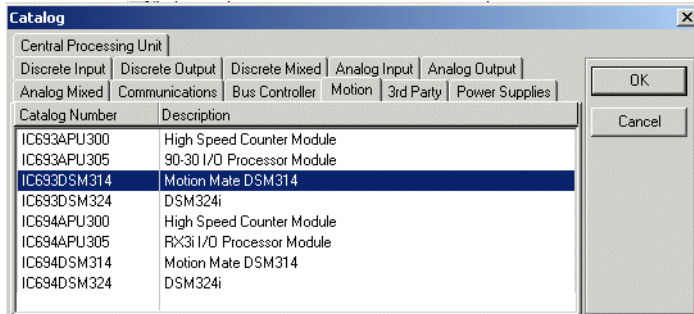 Catalog
Central Processing Unit
Discrete Input Discrete Output Discrete Mixed Analog Input Analog Output
Analog Mixed Communications Bus Controller Motion 3rd Party Power Supplies
OK
Cancel
Catalog Number Description
IC693APU300 High Speed Counter Module
IC693APU305 90-30 I/O Processor Module
IC693DSM314 Motion Mate DSM314
IC693DSM324 DSM324i
IC694APU300 High Speed Counter Module
IC694APU305 RX3i I/O Processor Module
IC694DSM314 Motion Mate DSM314
IC694DSM324 DSM324i